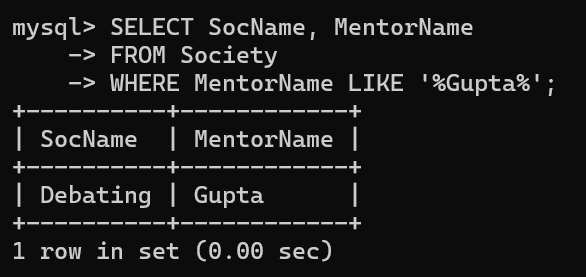 mysql> SELECT SocName, MentorName
    -> FROM Society
    -> WHERE MentorName LIKE '%Gupta%';
+----------+------------+
| SocName  | MentorName |
+----------+------------+
| Debating | Gupta      |
+----------+------------+
1 row in set (0.00 sec)